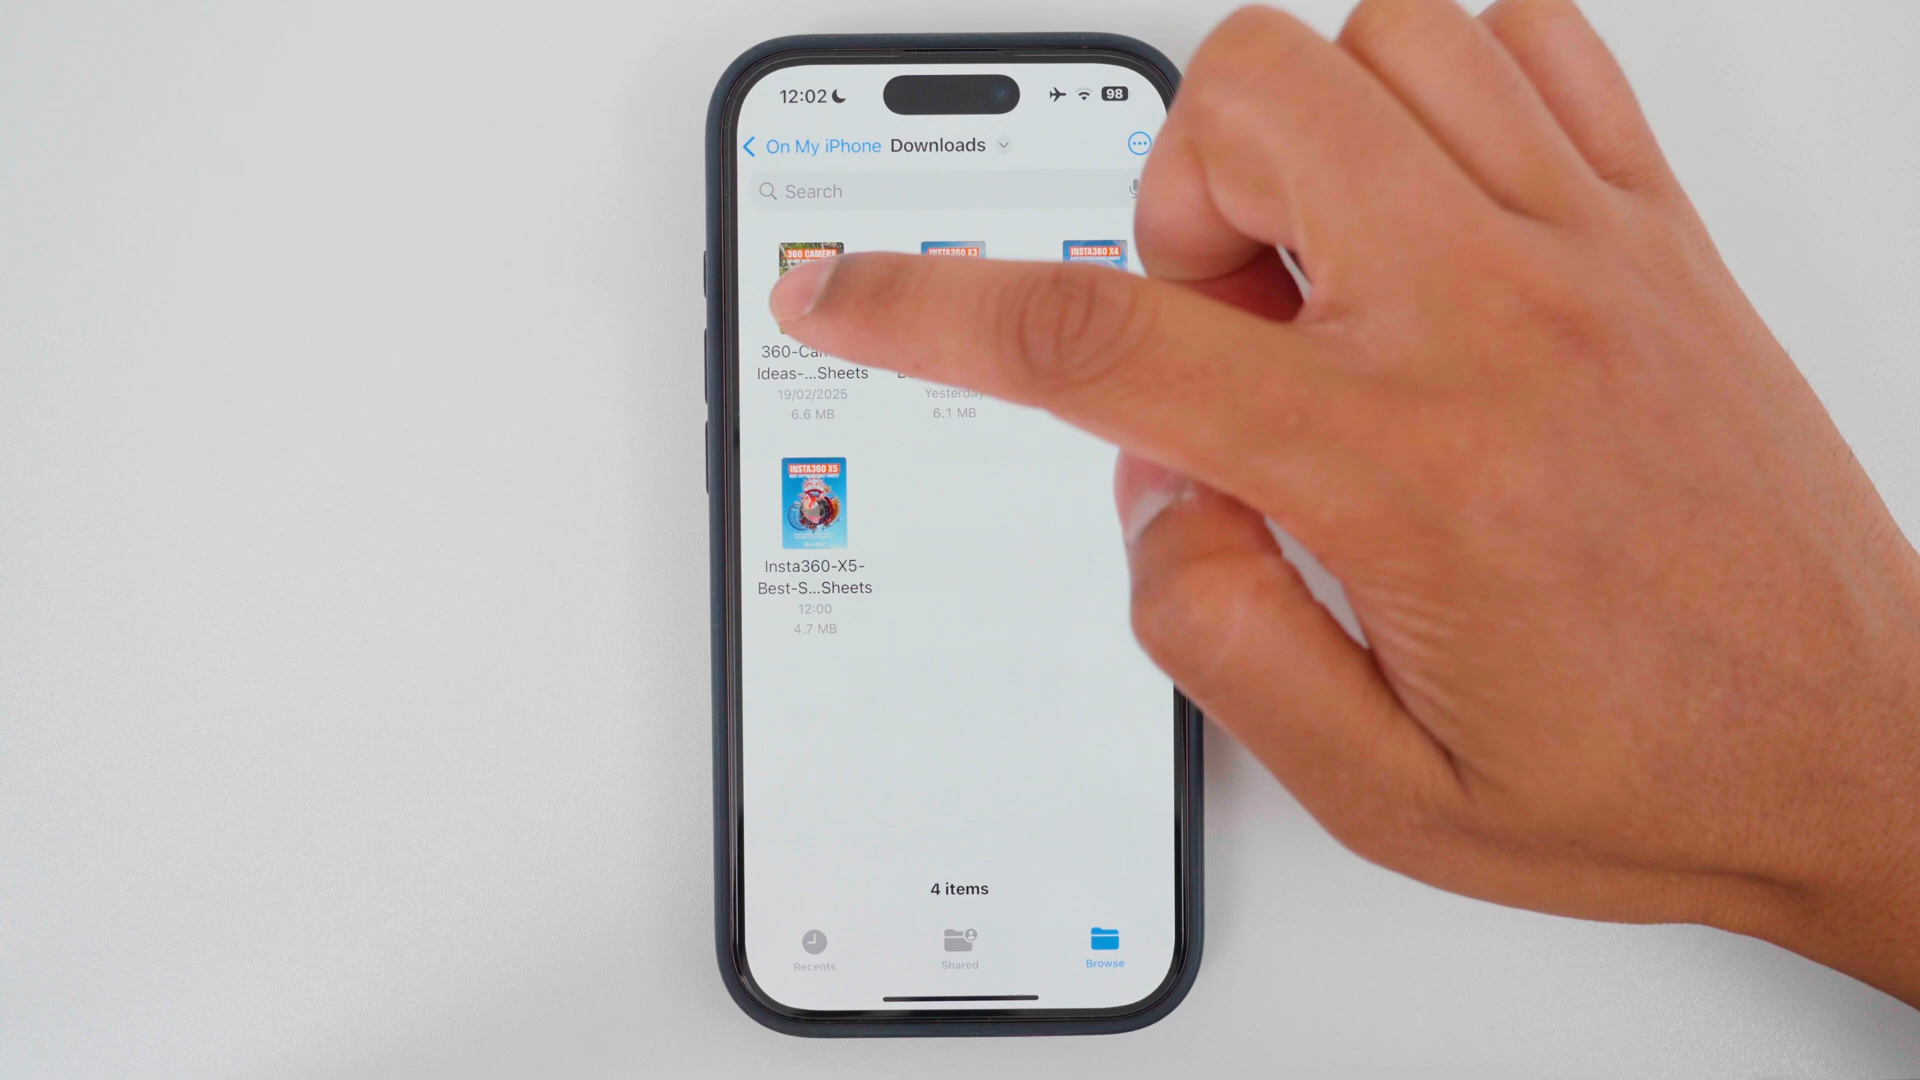 12:02
98
On My iPhone Downloads
Search
360 CAMERA
INSTA360 X3
INSTA360 X4
Ideas-...Sheets
19/02/2025
6.6 MB
Yesterday
6.1 MB
INSTA360 X5
Insta360-X5-
Best-S...Sheets
12:00
4.7 MB
4 items
Recents
Shared
Browse